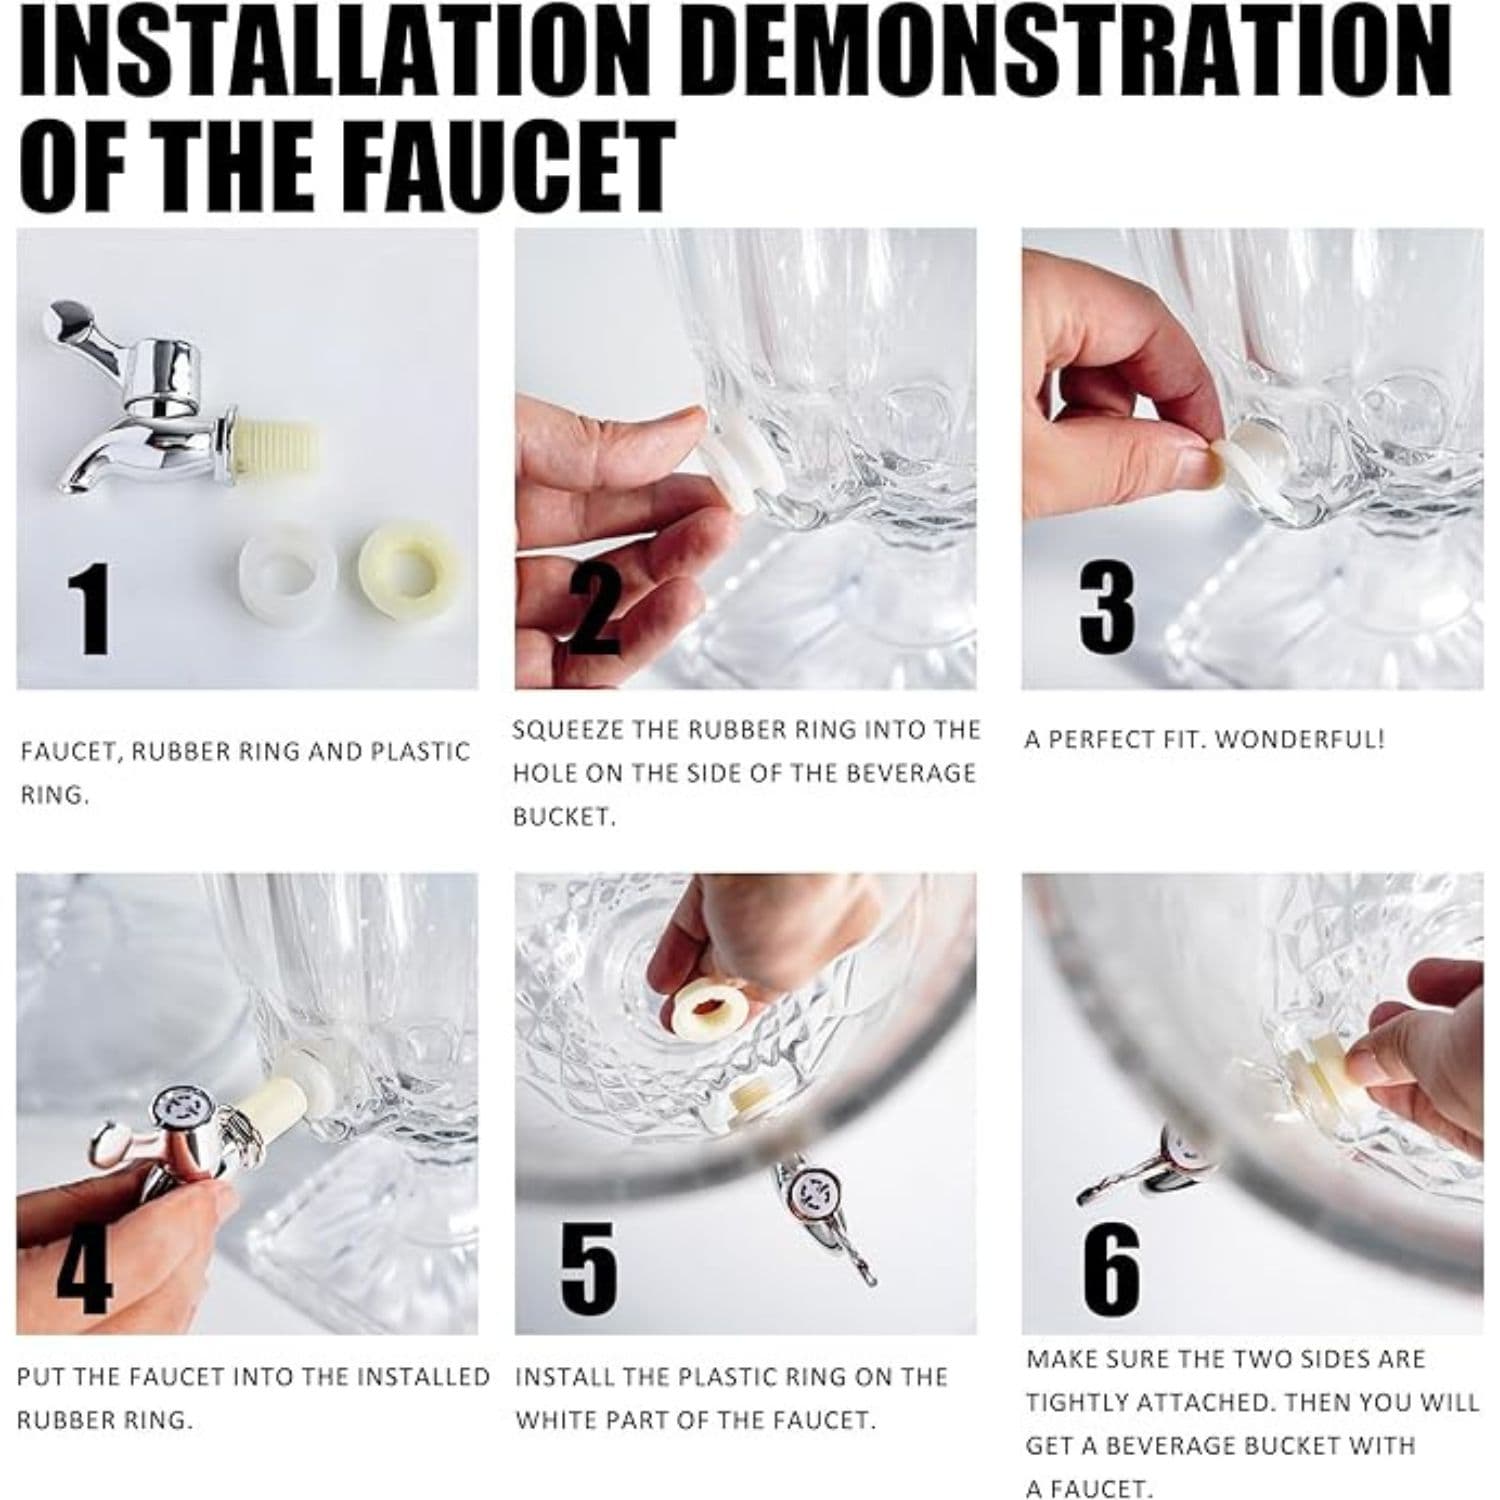 INSTALLATION DEMONSTRATION
OF THE FAUCET
1
2
3
FAUCET, RUBBER RING AND PLASTIC
RING.
SQUEEZE THE RUBBER RING INTO THE
HOLE ON THE SIDE OF THE BEVERAGE
BUCKET.
A PERFECT FIT. WONDERFUL!
4
5
6
PUT THE FAUCET INTO THE INSTALLED
RUBBER RING.
INSTALL THE PLASTIC RING ON THE
WHITE PART OF THE FAUCET.
MAKE SURE THE TWO SIDES ARE
TIGHTLY ATTACHED. THEN YOU WILL
GET A BEVERAGE BUCKET WITH
A FAUCET.